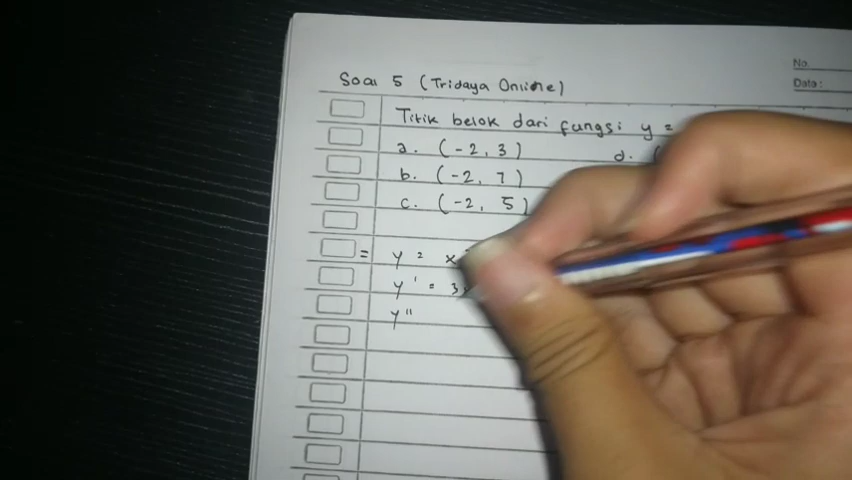 No.
Date:
Soal 5 (Tridaya Online)
Titik belok dari fungsi y =
a. (-2, 3)
d. (
b. (-2, 7)
c. (-2, 5)
= y = x
y' = 3
y"